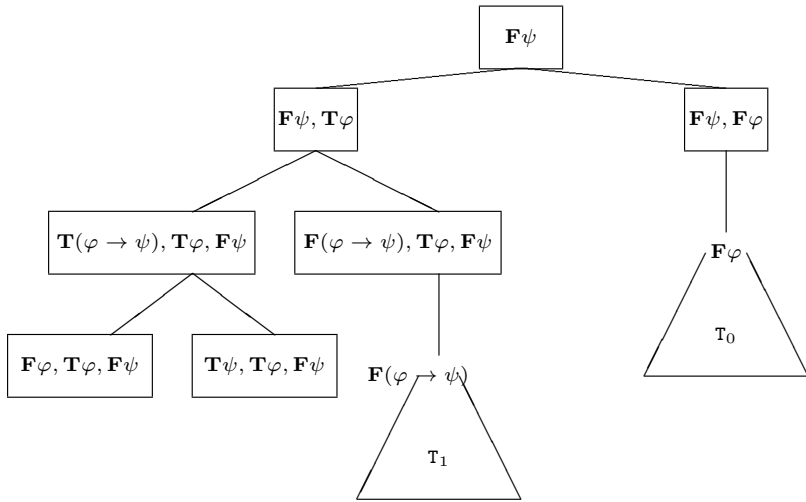 Fψ
Fψ, Tφ
Fψ, Fφ
T(φ → ψ), Tφ, Fψ
F(φ → ψ), Tφ, Fψ
Fφ
T₀
Fφ, Tφ, Fψ
Tψ, Tφ, Fψ
F(φ → ψ)
T₁